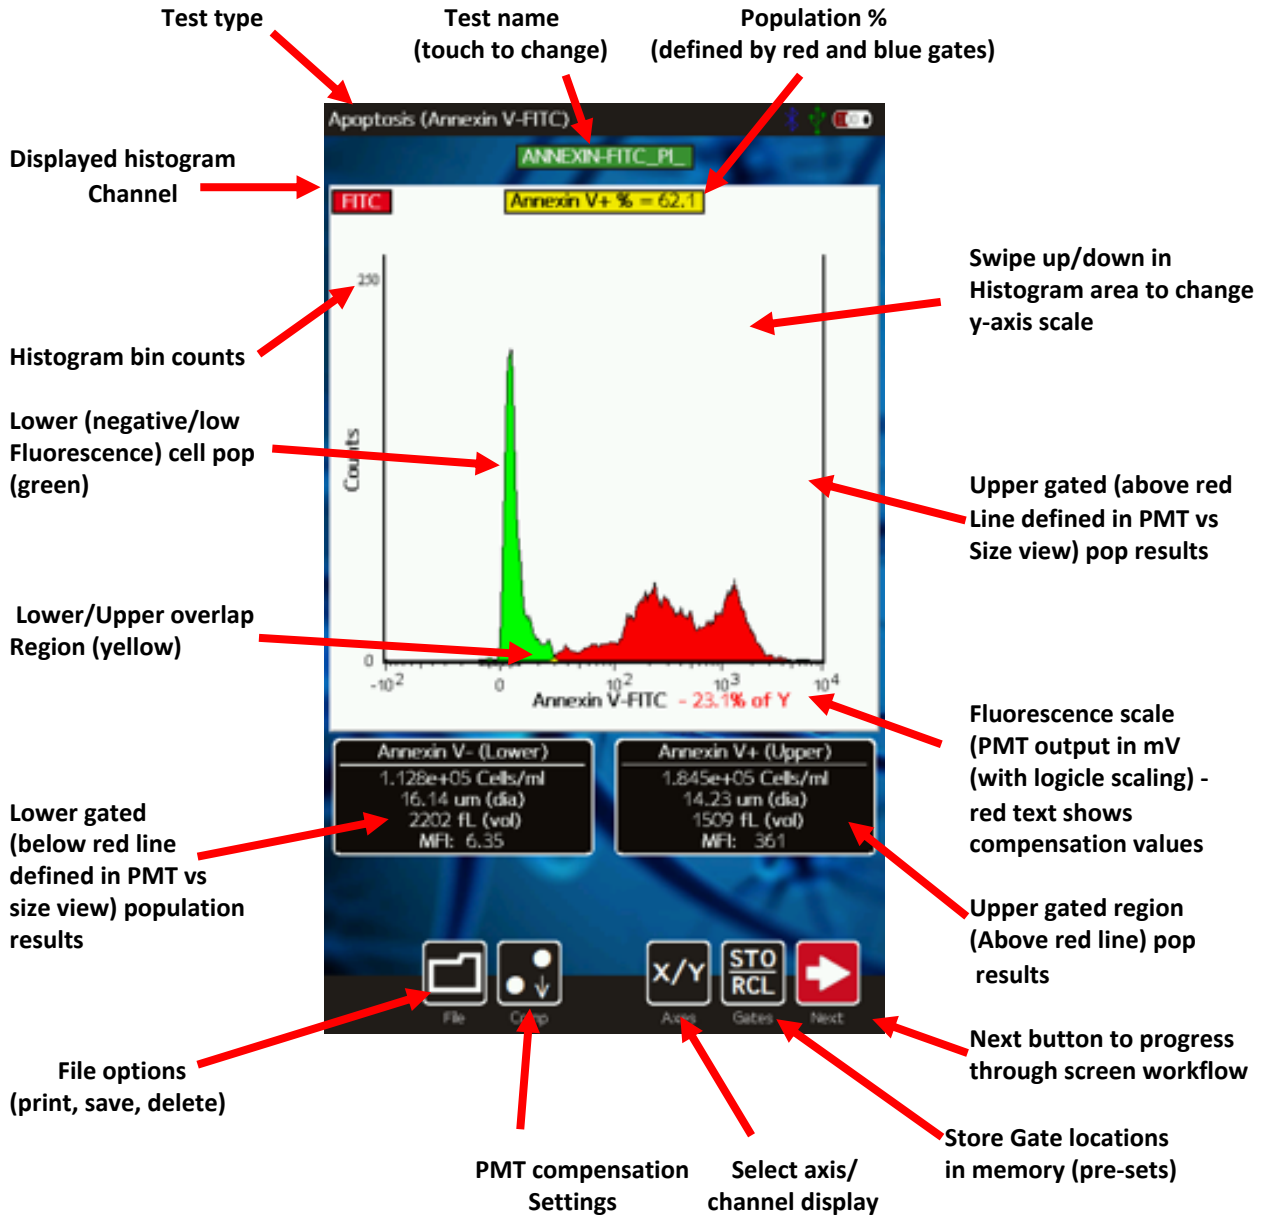 Test type
Test name
(touch to change)
Population %
(defined by red and blue gates)
Apoptosis (Annexin V-FITC)
ANNEXIN-FITC_PI_
Displayed histogram
Channel
FITC
Annexin V+ % = 62.1
250
Swipe up/down in
Histogram area to change
y-axis scale
Histogram bin counts
Lower (negative/low
Fluorescence) cell pop
(green)
Counts
Upper gated (above red
Line defined in PMT vs
Size view) pop results
Lower/Upper overlap
Region (yellow)
0
-10² 0 10² 10³ 10⁴
Annexin V-FITC - 23.1% of Y
Fluorescence scale
(PMT output in mV
(with logicle scaling) -
red text shows
compensation values
Annexin V- (Lower)
1.128e+05 Cells/ml
16.14 um (dia)
2202 fL (vol)
MFI: 6.35
Annexin V+ (Upper)
1.845e+05 Cells/ml
14.23 um (dia)
1509 fL (vol)
MFI: 361
Lower gated
(below red line
defined in PMT vs
size view) population
results
Upper gated region
(Above red line) pop
results
X/Y
STO
RCL
File
Comp
Axes
Gates
Next
Next button to progress
through screen workflow
File options
(print, save, delete)
Store Gate locations
in memory (pre-sets)
PMT compensation
Settings
Select axis/
channel display